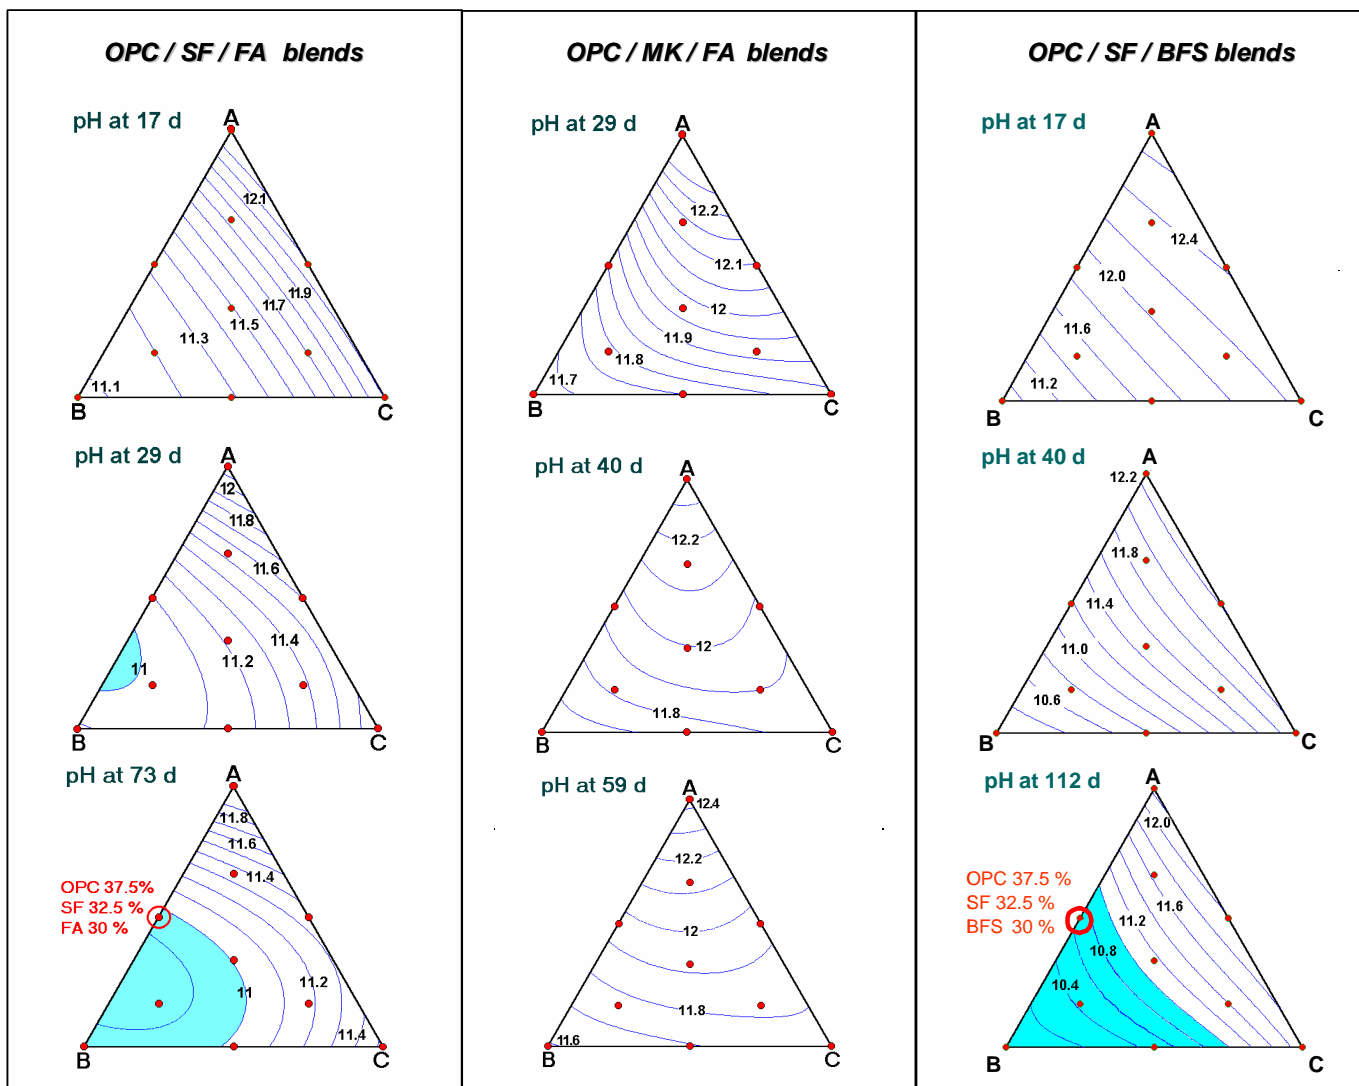 OPC / SF / FA blends
pH at 17 d
A
12.1
11.9
11.7
11.5
11.3
11.1
B
C
pH at 29 d
A
12
11.8
11.6
11.4
11.2
11
B
C
pH at 73 d
A
11.8
11.6
11.4
OPC 37.5%
SF 32.5 %
FA 30 %
11.2
11
11.4
B
C
OPC / MK / FA blends
pH at 29 d
A
12.2
12.1
12
11.9
11.8
11.7
B
C
pH at 40 d
A
12.2
12
11.8
B
C
pH at 59 d
A
12.4
12.2
12
11.8
11.6
B
C
OPC / SF / BFS blends
pH at 17 d
A
12.4
12.0
11.6
11.2
B
C
pH at 40 d
A
12.2
11.8
11.4
11.0
10.6
B
C
pH at 112 d
A
12.0
OPC 37.5 %
SF 32.5 %
BFS 30 %
11.6
11.2
10.8
10.4
B
C